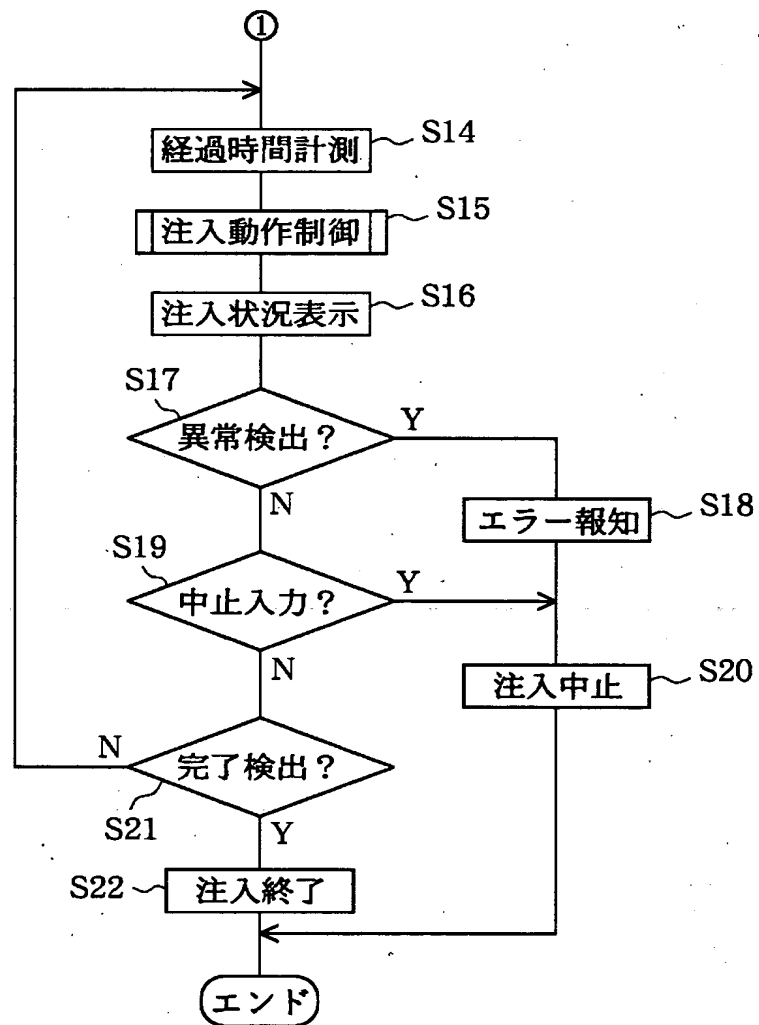 ①
経過時間計測
S14
注入動作制御
S15
注入状況表示
S16
S17
異常検出?
Y
N
エラー報知
S18
S19
中止入力?
Y
N
注入中止
S20
N
完了検出?
S21
Y
S22
注入終了
エンド